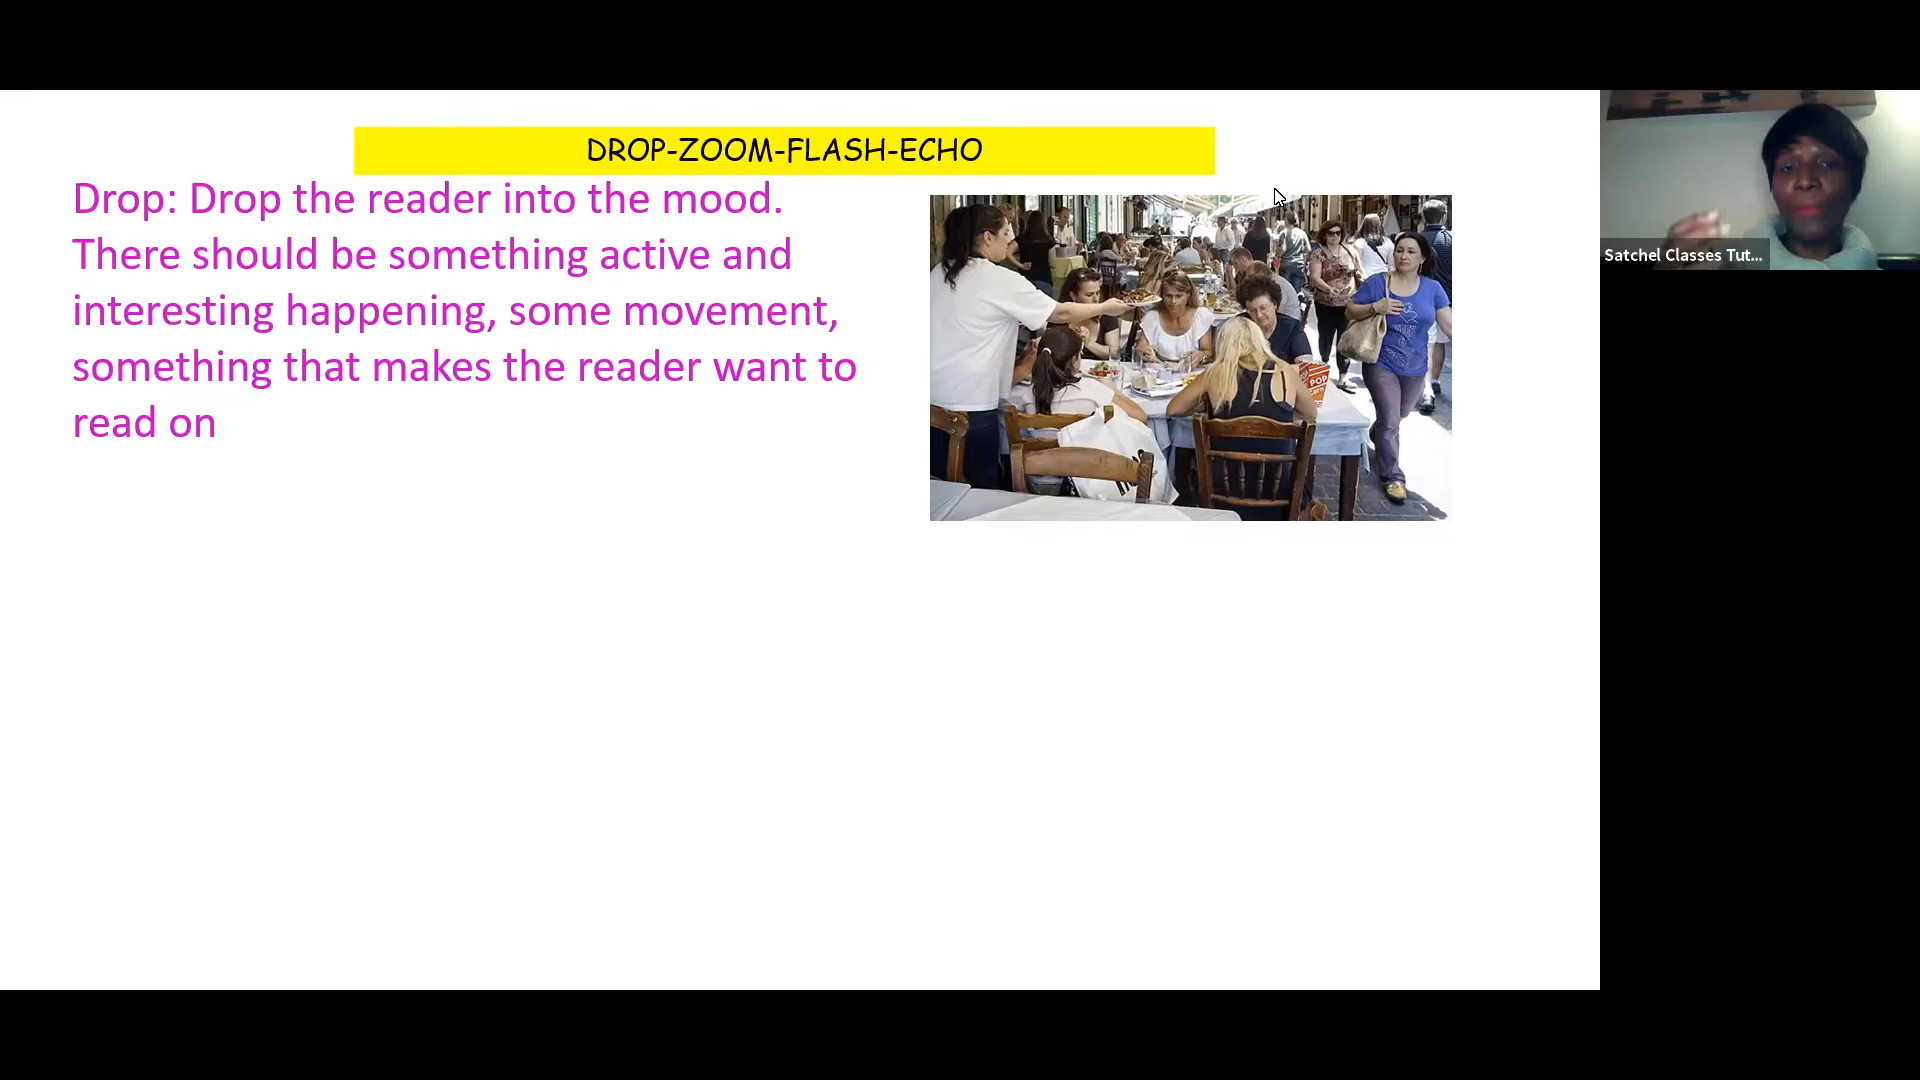 DROP-ZOOM-FLASH-ECHO
Drop: Drop the reader into the mood.
There should be something active and
interesting happening, some movement,
something that makes the reader want to
read on
POP
Satchel Classes Tut...